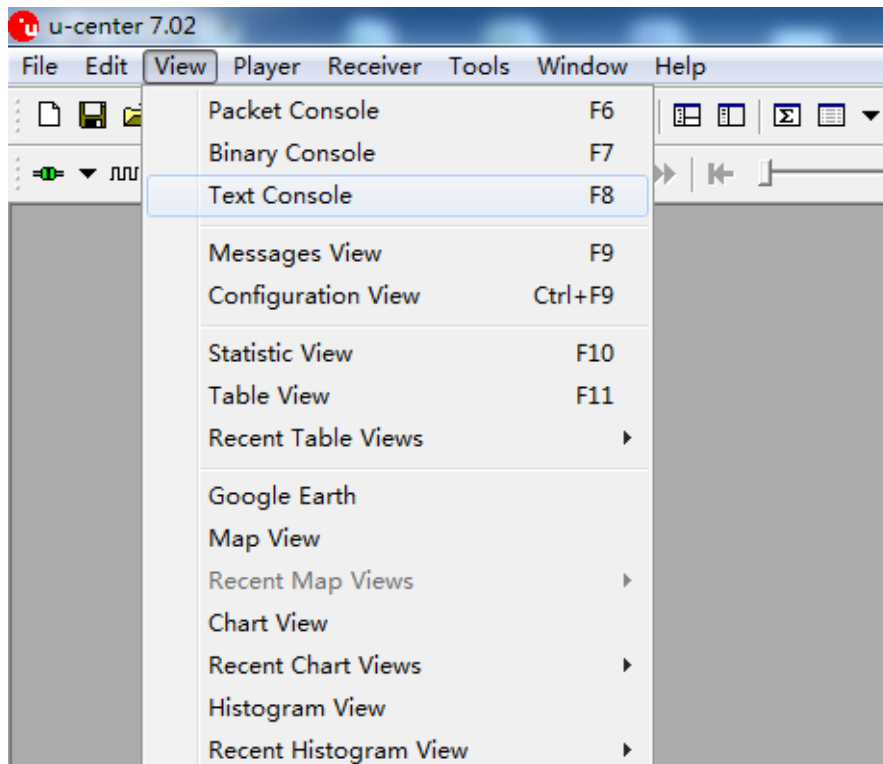 u-center 7.02
File Edit View Player Receiver Tools Window Help
Packet Console F6
Binary Console F7
Text Console F8
Messages View F9
Configuration View Ctrl+F9
Statistic View F10
Table View F11
Recent Table Views
Google Earth
Map View
Recent Map Views
Chart View
Recent Chart Views
Histogram View
Recent Histogram View